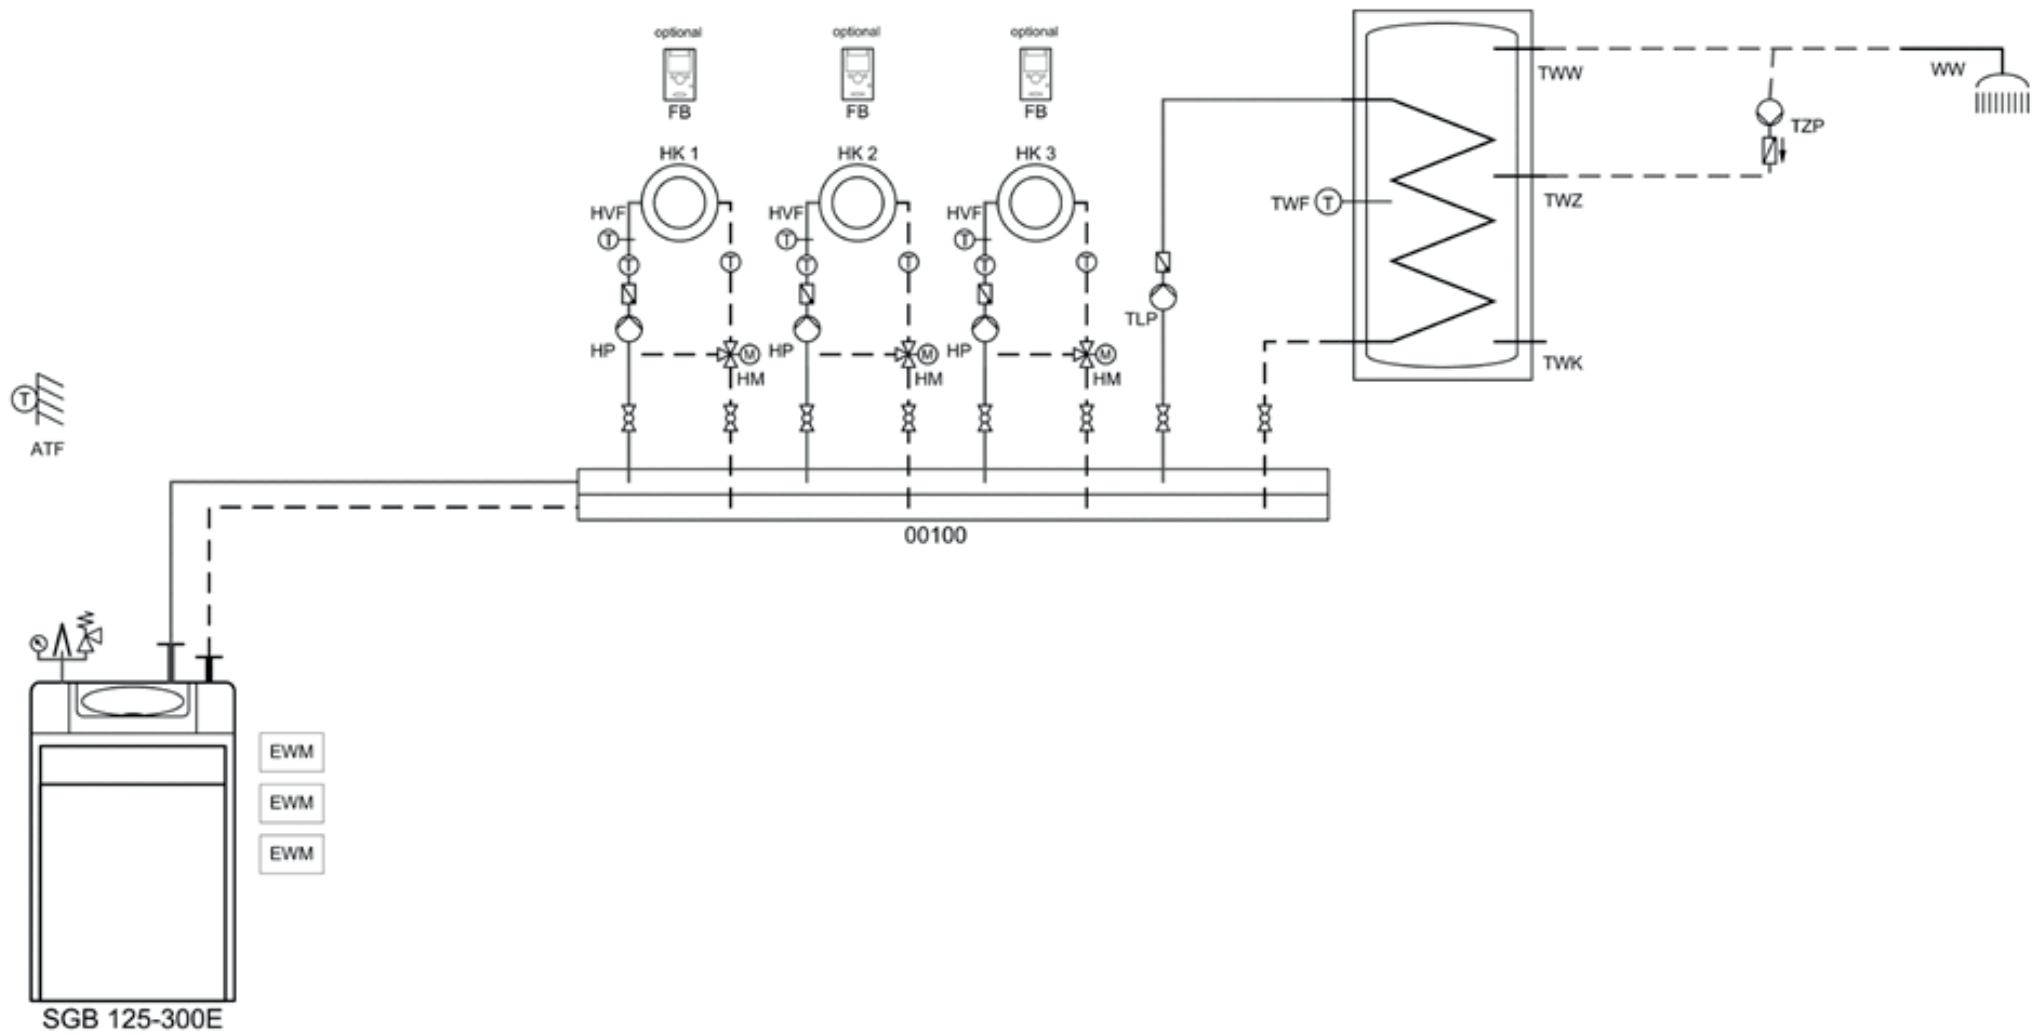 optional
optional
optional
FB
FB
FB
TWW
WW
TZP
HK 1
HK 2
HK 3
HVF
HVF
HVF
TWF
T
TWZ
T
T
T
T
T
T
T
T
T
TLP
HP
M
HP
M
HP
M
HM
HM
HM
TWK
T
ATF
00100
EWM
EWM
EWM
SGB 125-300E